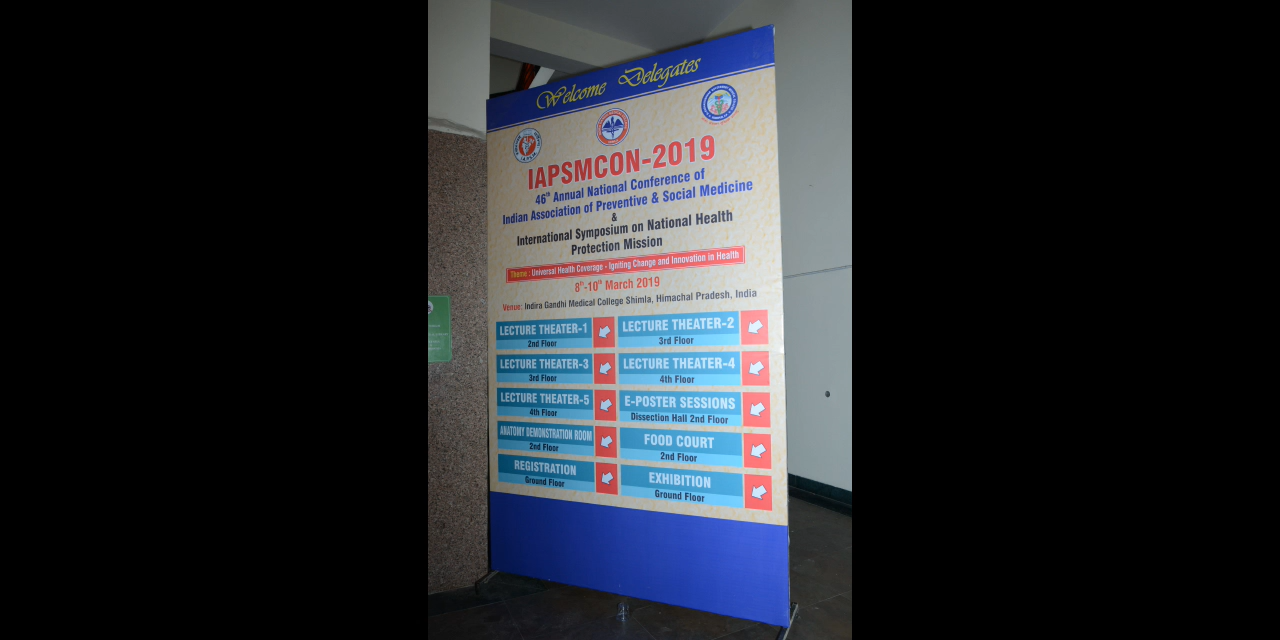 Welcome Delegates
IAPSMCON-2019
46th Annual National Conference of
Indian Association of Preventive & Social Medicine
&
International Symposium on National Health
Protection Mission
Theme : Universal Health Coverage - Igniting Change and Innovation in Health
8th-10th March 2019
Venue: Indira Gandhi Medical College Shimla, Himachal Pradesh, India
LECTURE THEATER-1
2nd Floor
LECTURE THEATER-2
3rd Floor
LECTURE THEATER-3
3rd Floor
LECTURE THEATER-4
4th Floor
LECTURE THEATER-5
4th Floor
E-POSTER SESSIONS
Dissection Hall 2nd Floor
ANATOMY DEMONSTRATION ROOM
2nd Floor
FOOD COURT
2nd Floor
REGISTRATION
Ground Floor
EXHIBITION
Ground Floor